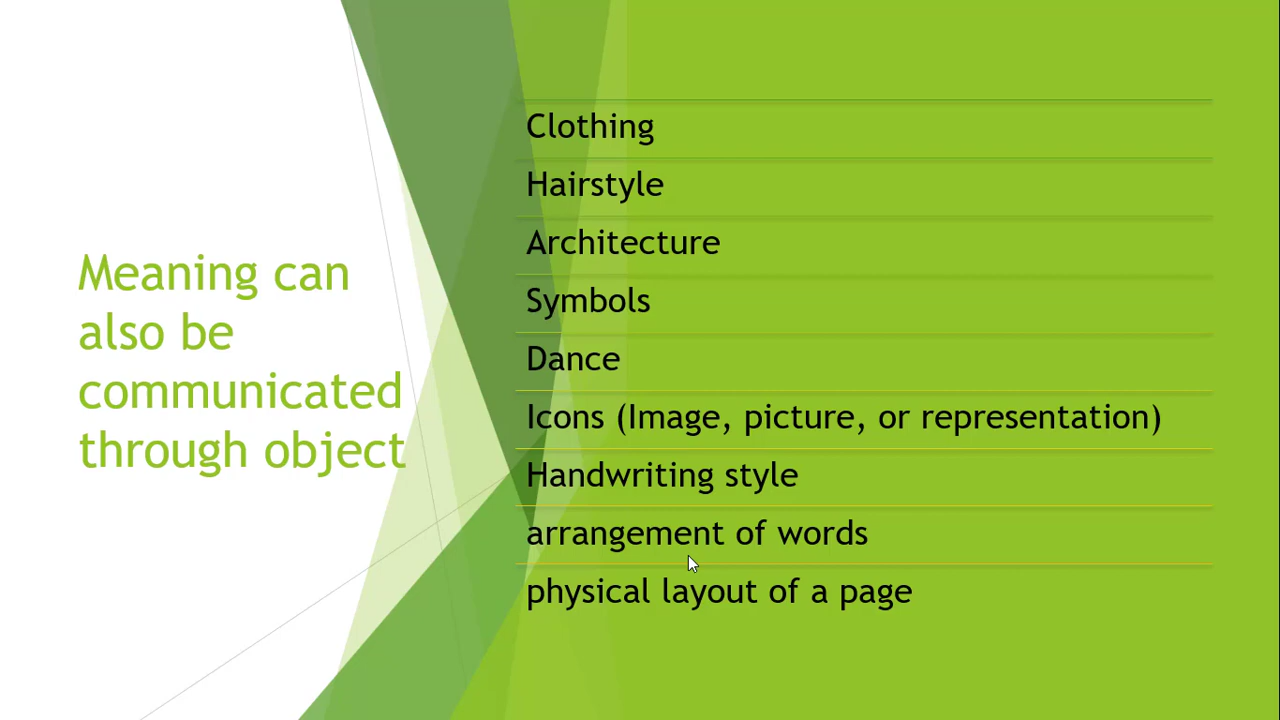 Meaning can
also be
communicated
through object
Clothing
Hairstyle
Architecture
Symbols
Dance
Icons (Image, picture, or representation)
Handwriting style
arrangement of words
physical layout of a page